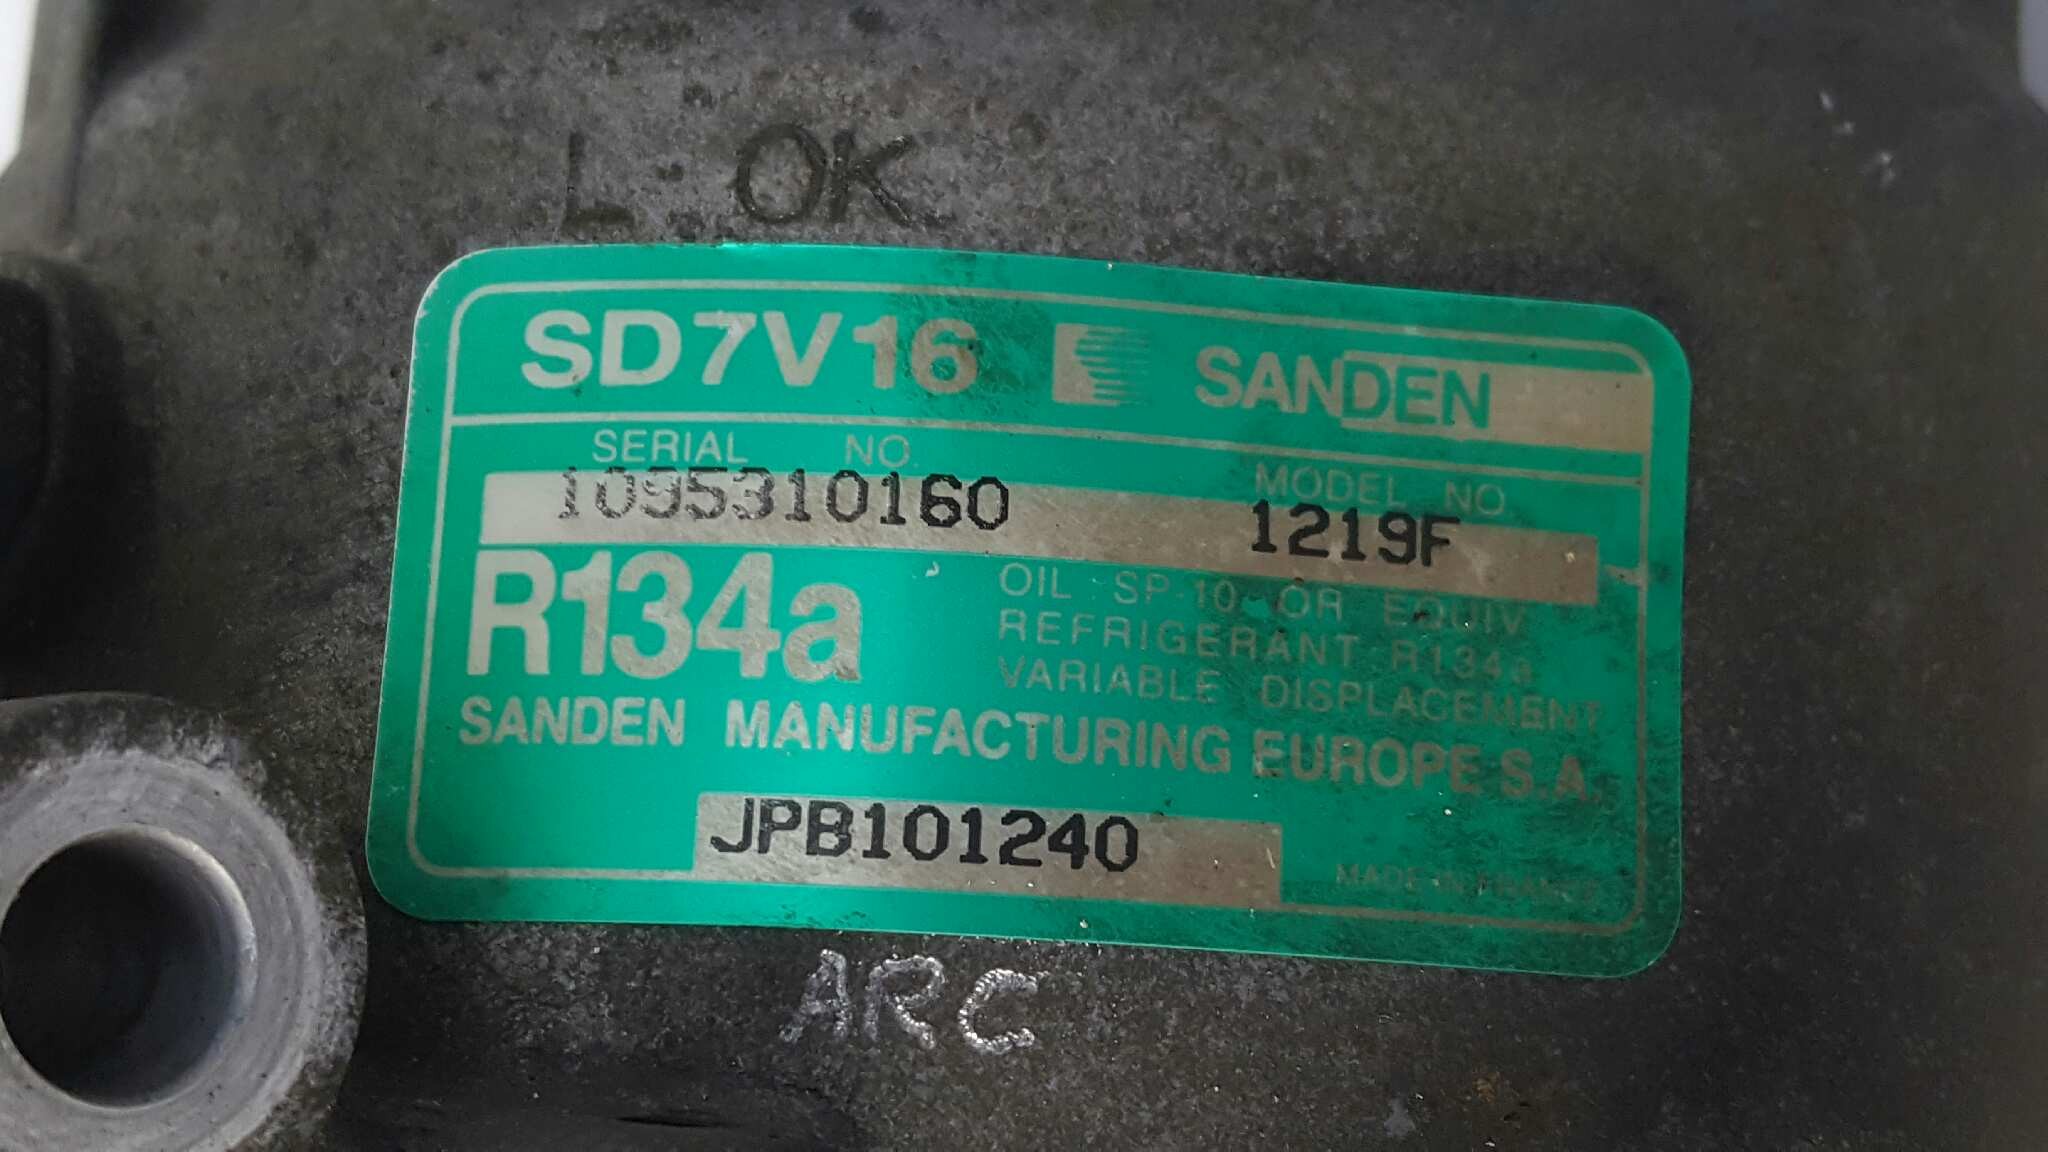 L.OK
SD7V16 SANDEN
SERIAL NO. MODEL NO.
1095310160 1219F
R134a
OIL : SP-10 OR EQUIV
REFRIGERANT : R134a
VARIABLE DISPLACEMENT
SANDEN MANUFACTURING EUROPE S.A.
JPB101240
MADE IN FRANCE
ARC